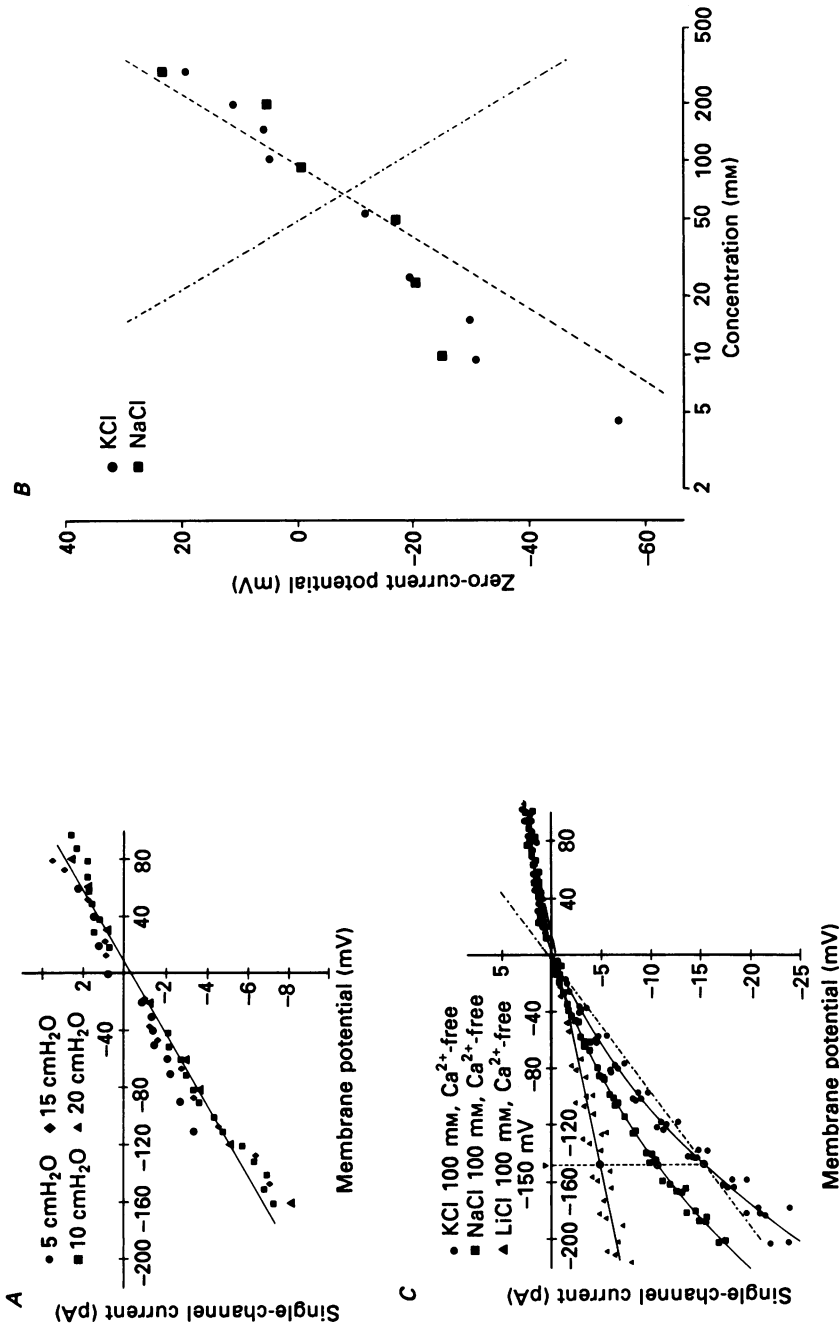 A
● 5 cmH2O ◆ 15 cmH2O
■ 10 cmH2O ▲ 20 cmH2O
Single-channel current (pA)
-200 -160 -120 -80 -40 40 80
-2
-4
-6
-8
Membrane potential (mV)
B
● KCl
■ NaCl
Zero-current potential (mV)
40
20
0
-20
-40
-60
2 5 10 20 50 100 200 500
Concentration (mM)
C
● KCl 100 mM, Ca2+-free
■ NaCl 100 mM, Ca2+-free
▲ LiCl 100 mM, Ca2+-free
-150 mV
Single-channel current (pA)
-200 -160 -120 -80 40 80
5
-5
-10
-15
-20
-25
Membrane potential (mV)